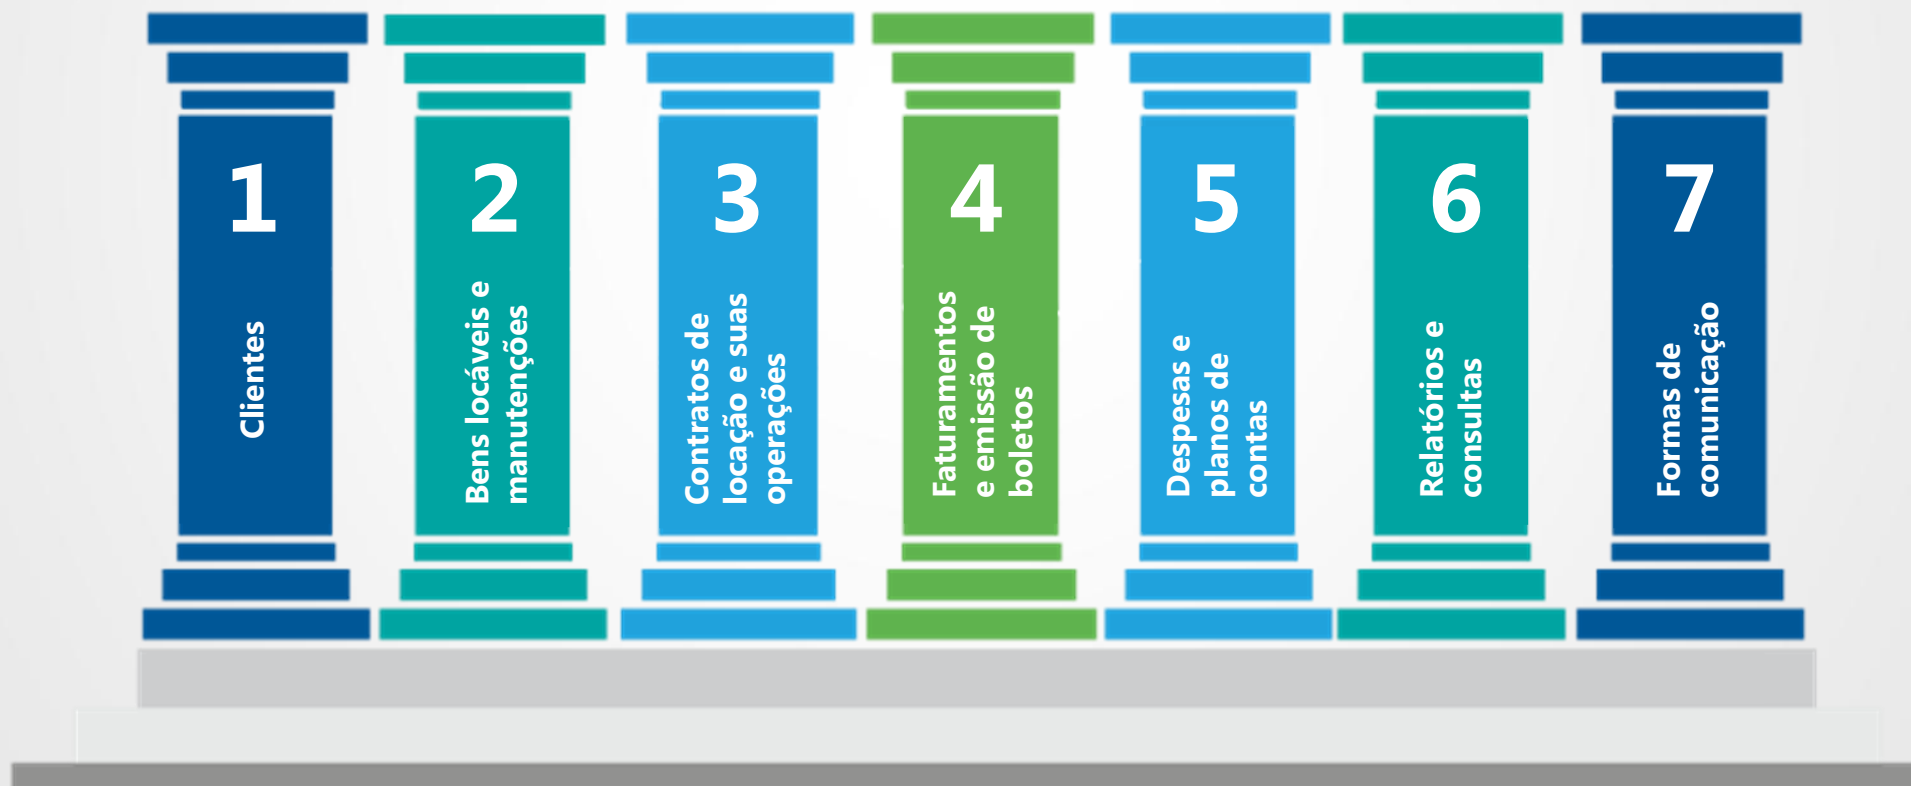 1
Clientes
2
Bens locáveis e
manutenções
3
Contratos de
locação e suas
operações
4
Faturamentos
e emissão de
boletos
5
Despesas e
planos de
contas
6
Relatórios e
consultas
7
Formas de
comunicação